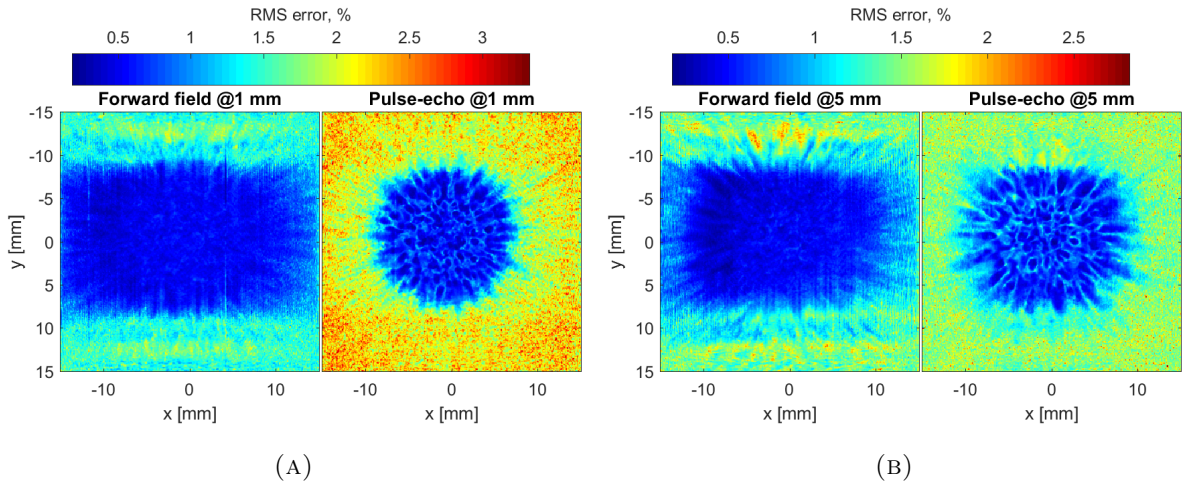 RMS error, %
0.5 1 1.5 2 2.5 3
Forward field @1 mm Pulse-echo @1 mm
-15
-10
-5
0
5
10
15
y [mm]
-10 0 10 -10 0 10
x [mm] x [mm]
(A)
RMS error, %
0.5 1 1.5 2 2.5
Forward field @5 mm Pulse-echo @5 mm
-15
-10
-5
0
5
10
15
y [mm]
-10 0 10 -10 0 10
x [mm] x [mm]
(B)